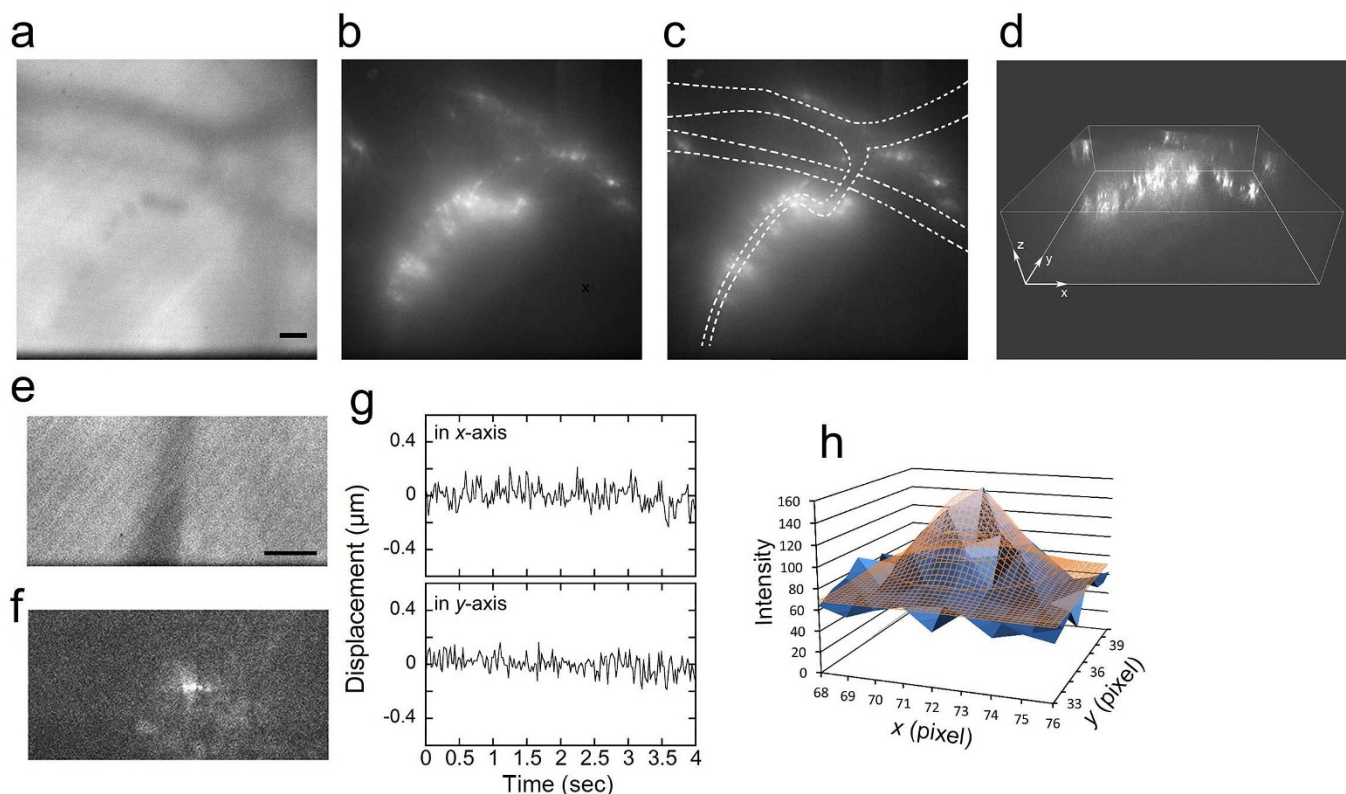 a
b
c
d
x
z
y
x
e
g
f
h
in x-axis
0.4
0
-0.4
in y-axis
0.4
0
-0.4
Displacement (μm)
0 0.5 1 1.5 2 2.5 3 3.5 4
Time (sec)
160
140
120
100
80
60
40
20
0
Intensity
68 69 70 71 72 73 74 75 76
x (pixel)
33 36 39
y (pixel)